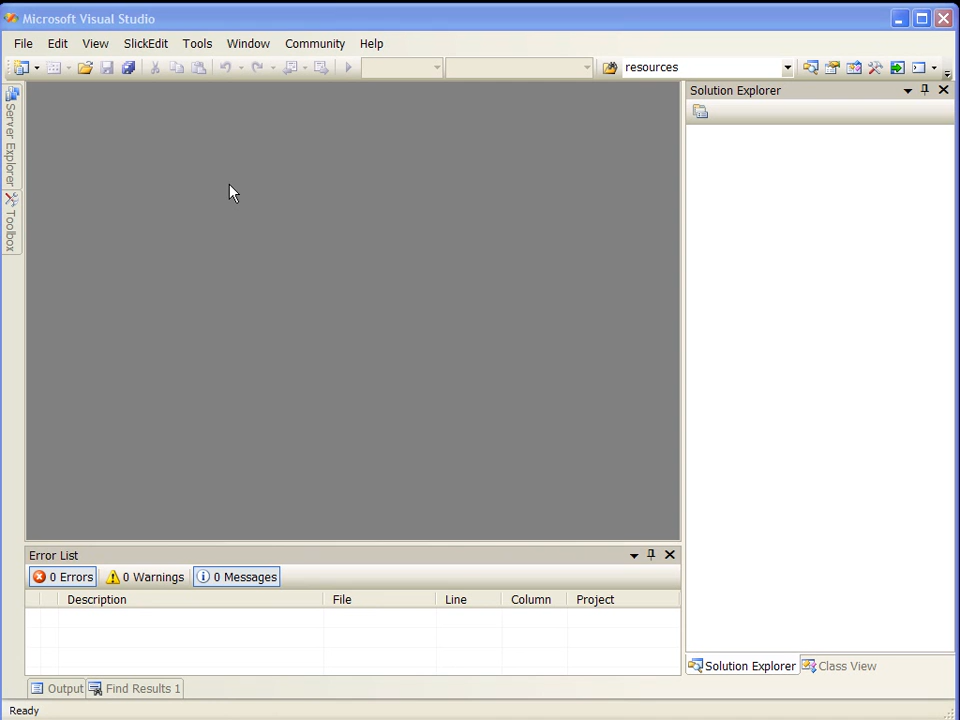 Microsoft Visual Studio
File Edit View SlickEdit Tools Window Community Help
resources
Server Explorer
Toolbox
Solution Explorer
Error List
0 Errors 0 Warnings 0 Messages
Description File Line Column Project
Solution Explorer Class View
Output Find Results 1
Ready